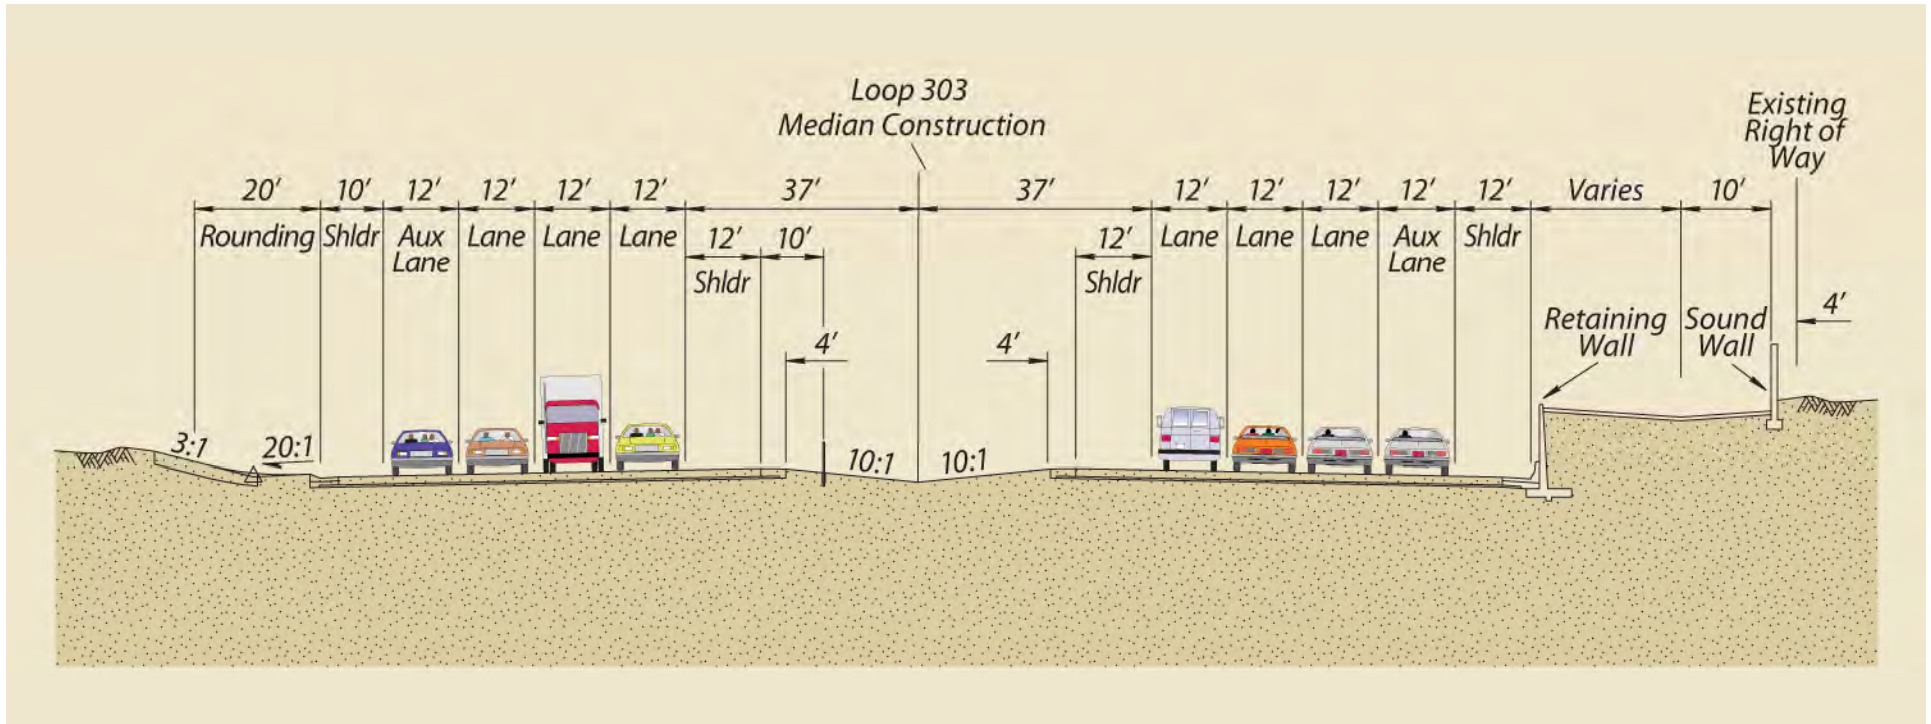 Loop 303
Median Construction
Existing
Right of
Way
20' 10' 12' 12' 12' 12' 37' 37' 12' 12' 12' 12' 12' Varies 10'
Rounding Shldr Aux Lane Lane Lane Lane Lane Lane Aux Shldr
Lane Lane
12' 10' 12'
Shldr Shldr
4' 4' 4'
Retaining
Wall
Sound
Wall
3:1 20:1 10:1 10:1